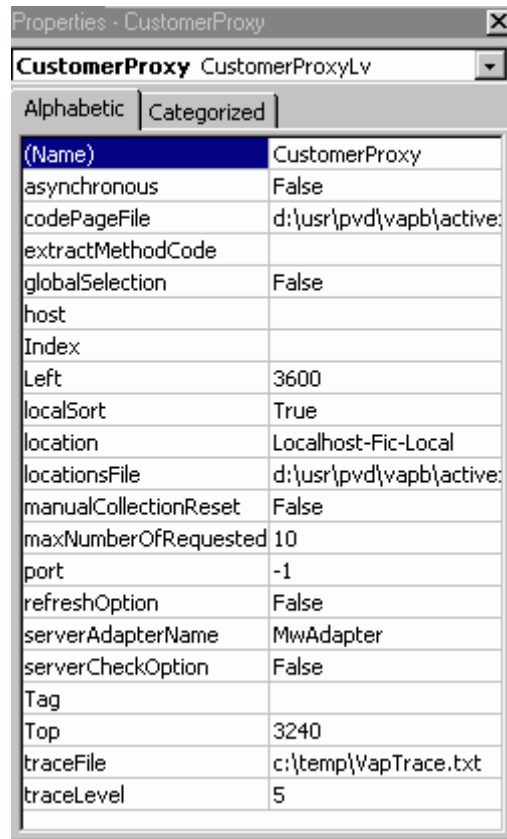 Properties - CustomerProxy
CustomerProxy CustomerProxyLv
Alphabetic Categorized
(Name) CustomerProxy
asynchronous False
codePageFile d:\usr\pvd\vapb\active:
extractMethodCode
globalSelection False
host
Index
Left 3600
localSort True
location Localhost-Fic-Local
locationsFile d:\usr\pvd\vapb\active:
manualCollectionReset False
maxNumberOfRequested 10
port -1
refreshOption False
serverAdapterName MwAdapter
serverCheckOption False
Tag
Top 3240
traceFile c:\temp\VapTrace.txt
traceLevel 5